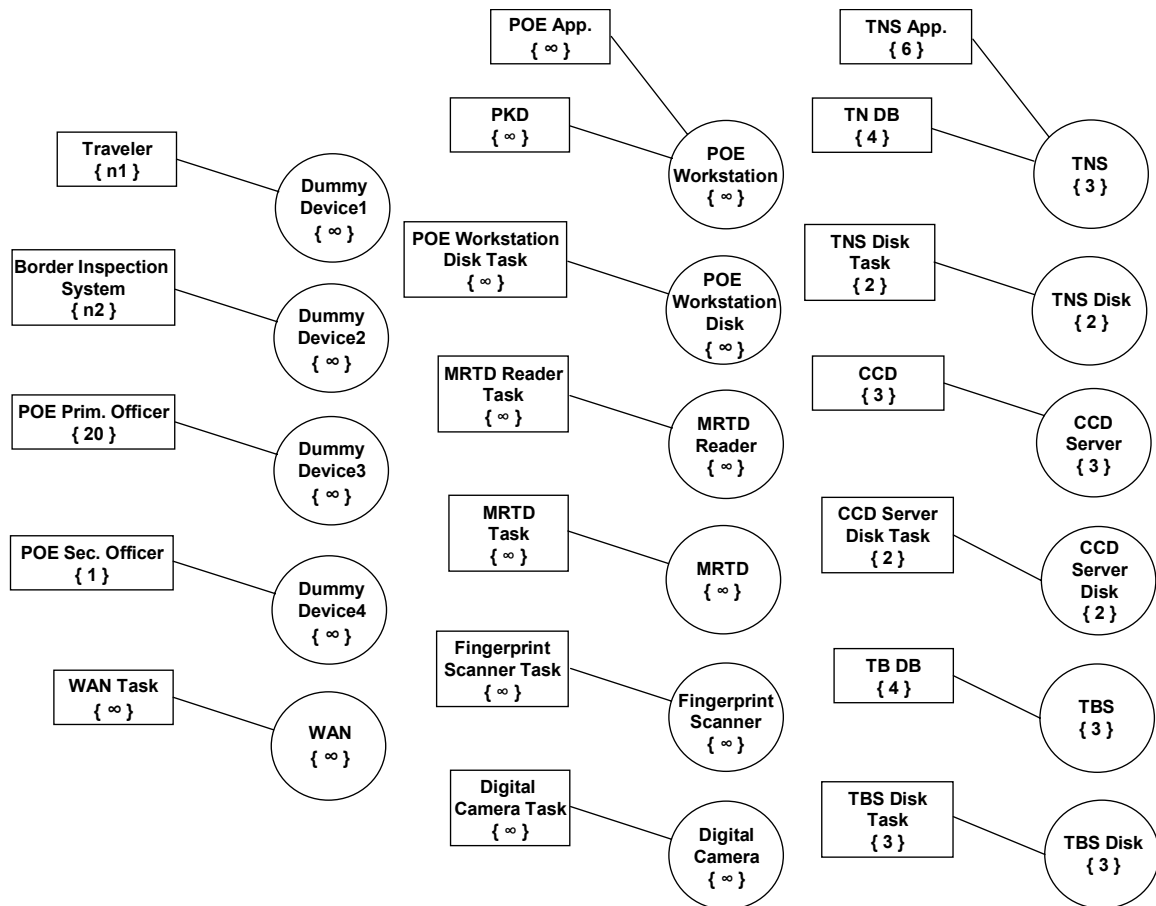 Traveler
{ n1 }
Dummy
Device1
{ ∞ }
Border Inspection
System
{ n2 }
Dummy
Device2
{ ∞ }
POE Prim. Officer
{ 20 }
Dummy
Device3
{ ∞ }
POE Sec. Officer
{ 1 }
Dummy
Device4
{ ∞ }
WAN Task
{ ∞ }
WAN
{ ∞ }
POE App.
{ ∞ }
PKD
{ ∞ }
POE
Workstation
{ ∞ }
POE Workstation
Disk Task
{ ∞ }
POE
Workstation
Disk
{ ∞ }
MRTD Reader
Task
{ ∞ }
MRTD
Reader
{ ∞ }
MRTD
Task
{ ∞ }
MRTD
{ ∞ }
Fingerprint
Scanner Task
{ ∞ }
Fingerprint
Scanner
{ ∞ }
Digital
Camera Task
{ ∞ }
Digital
Camera
{ ∞ }
TNS App.
{ 6 }
TN DB
{ 4 }
TNS
{ 3 }
TNS Disk
Task
{ 2 }
TNS Disk
{ 2 }
CCD
{ 3 }
CCD
Server
{ 3 }
CCD Server
Disk Task
{ 2 }
CCD
Server
Disk
{ 2 }
TB DB
{ 4 }
TBS
{ 3 }
TBS Disk
Task
{ 3 }
TBS Disk
{ 3 }